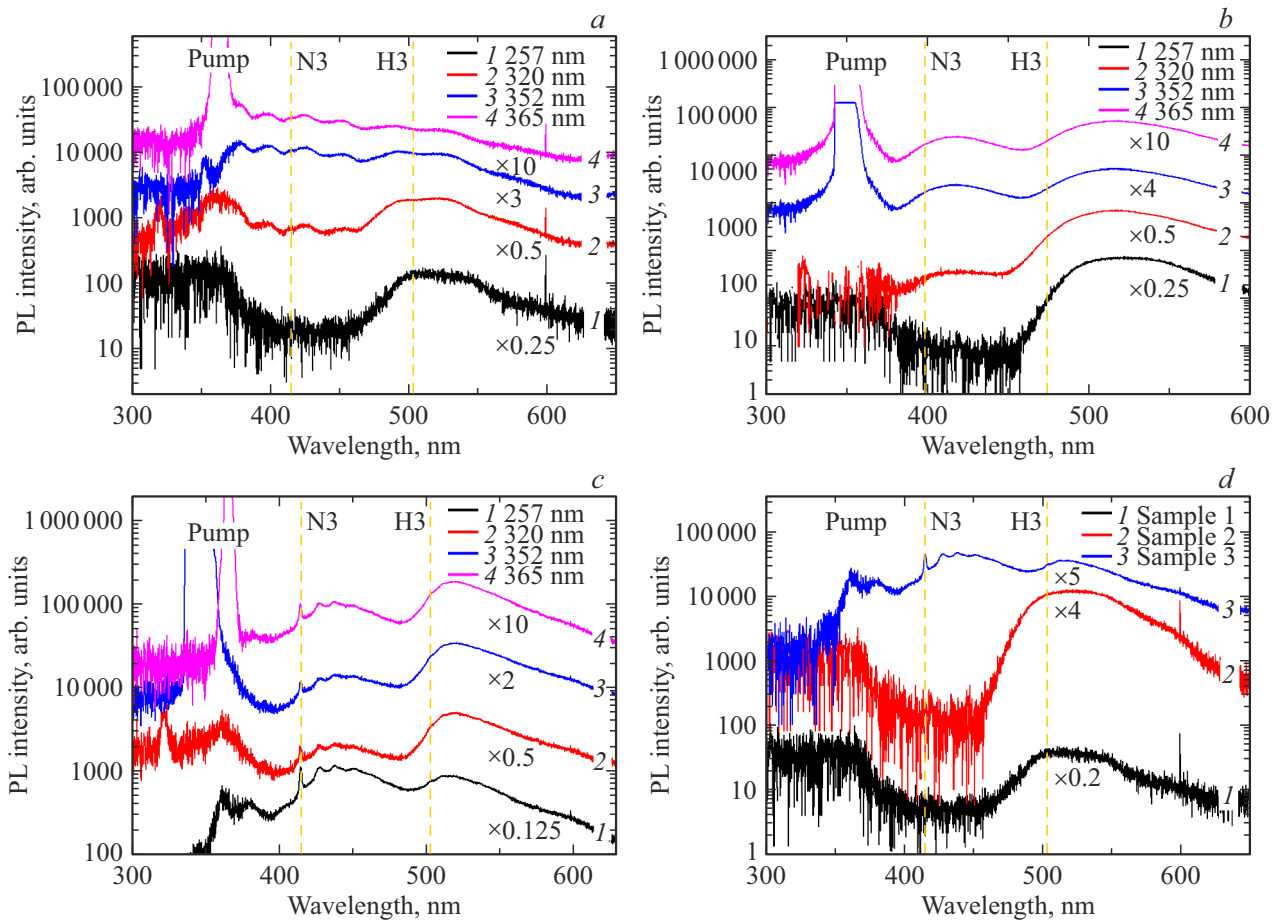 a
PL intensity, arb. units
100 000
10 000
1000
100
10
Pump
N3
H3
1 257 nm
2 320 nm
3 352 nm
4 365 nm
×10
×3
×0.5
×0.25
4
3
2
1
300 400 500 600
Wavelength, nm
b
PL intensity, arb. units
1 000 000
100 000
10 000
1000
100
10
1
Pump
N3
H3
1 257 nm
2 320 nm
3 352 nm
4 365 nm
×10
×4
×0.5
×0.25
4
3
2
1
300 400 500 600
Wavelength, nm
c
PL intensity, arb. units
1 000 000
100 000
10 000
1000
100
Pump
N3
H3
1 257 nm
2 320 nm
3 352 nm
4 365 nm
×10
×2
×0.5
×0.125
4
3
2
1
300 400 500 600
Wavelength, nm
d
PL intensity, arb. units
100 000
10 000
1000
100
10
1
Pump
N3
H3
1 Sample 1
2 Sample 2
3 Sample 3
×5
×4
×0.2
3
2
1
300 400 500 600
Wavelength, nm